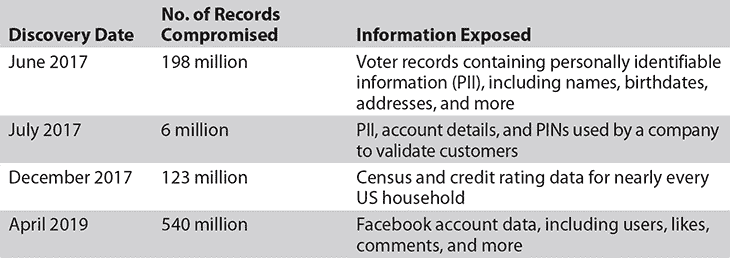 Discovery Date No. of Records Compromised Information Exposed
June 2017 198 million Voter records containing personally identifiable
information (PII), including names, birthdates,
addresses, and more
July 2017 6 million PII, account details, and PINs used by a company
to validate customers
December 2017 123 million Census and credit rating data for nearly every
US household
April 2019 540 million Facebook account data, including users, likes,
comments, and more